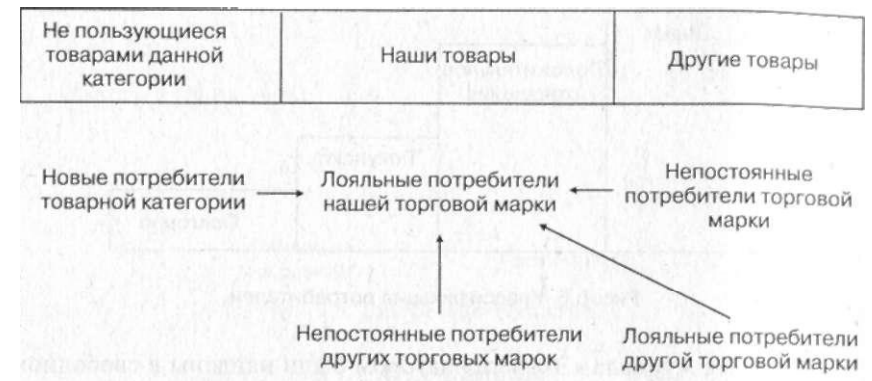 Не пользующиеся
товарами данной
категории
Наши товары
Другие товары
Новые потребители
товарной категории
Лояльные потребители
нашей торговой марки
Непостоянные
потребители торговой
марки
Непостоянные потребители
других торговых марок
Лояльные потребители
другой торговой марки